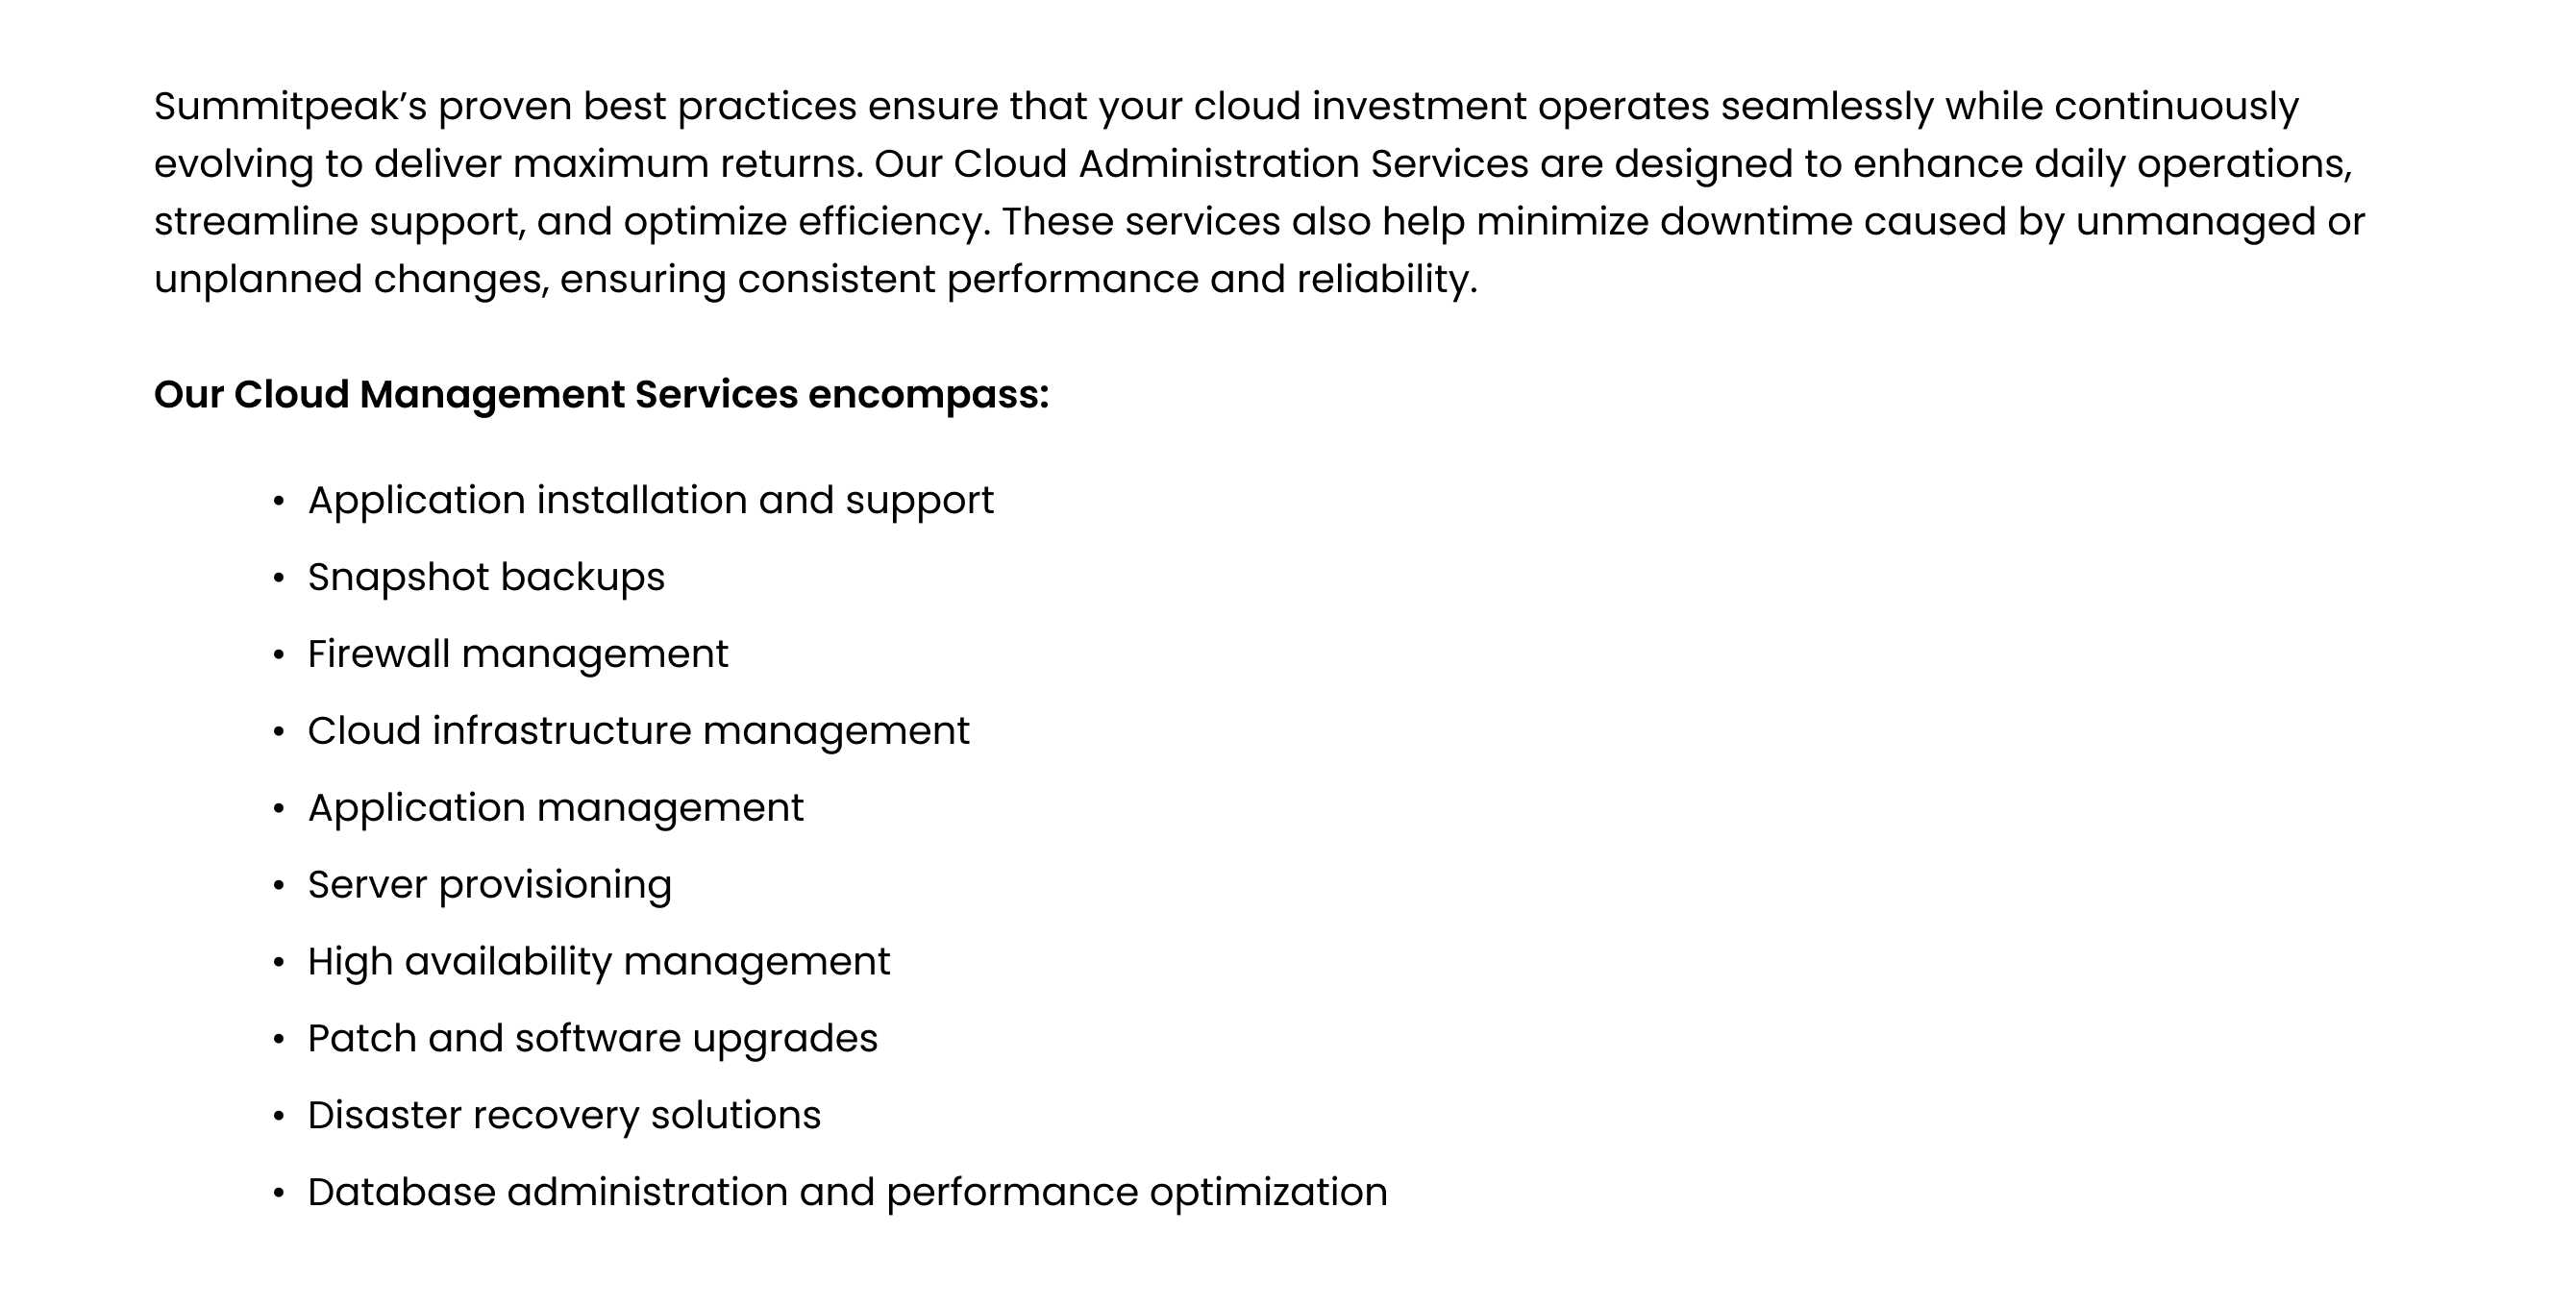 Summitpeak’s proven best practices ensure that your cloud investment operates seamlessly while continuously
evolving to deliver maximum returns. Our Cloud Administration Services are designed to enhance daily operations,
streamline support, and optimize efficiency. These services also help minimize downtime caused by unmanaged or
unplanned changes, ensuring consistent performance and reliability.
Our Cloud Management Services encompass:
• Application installation and support
• Snapshot backups
• Firewall management
• Cloud infrastructure management
• Application management
• Server provisioning
• High availability management
• Patch and software upgrades
• Disaster recovery solutions
• Database administration and performance optimization